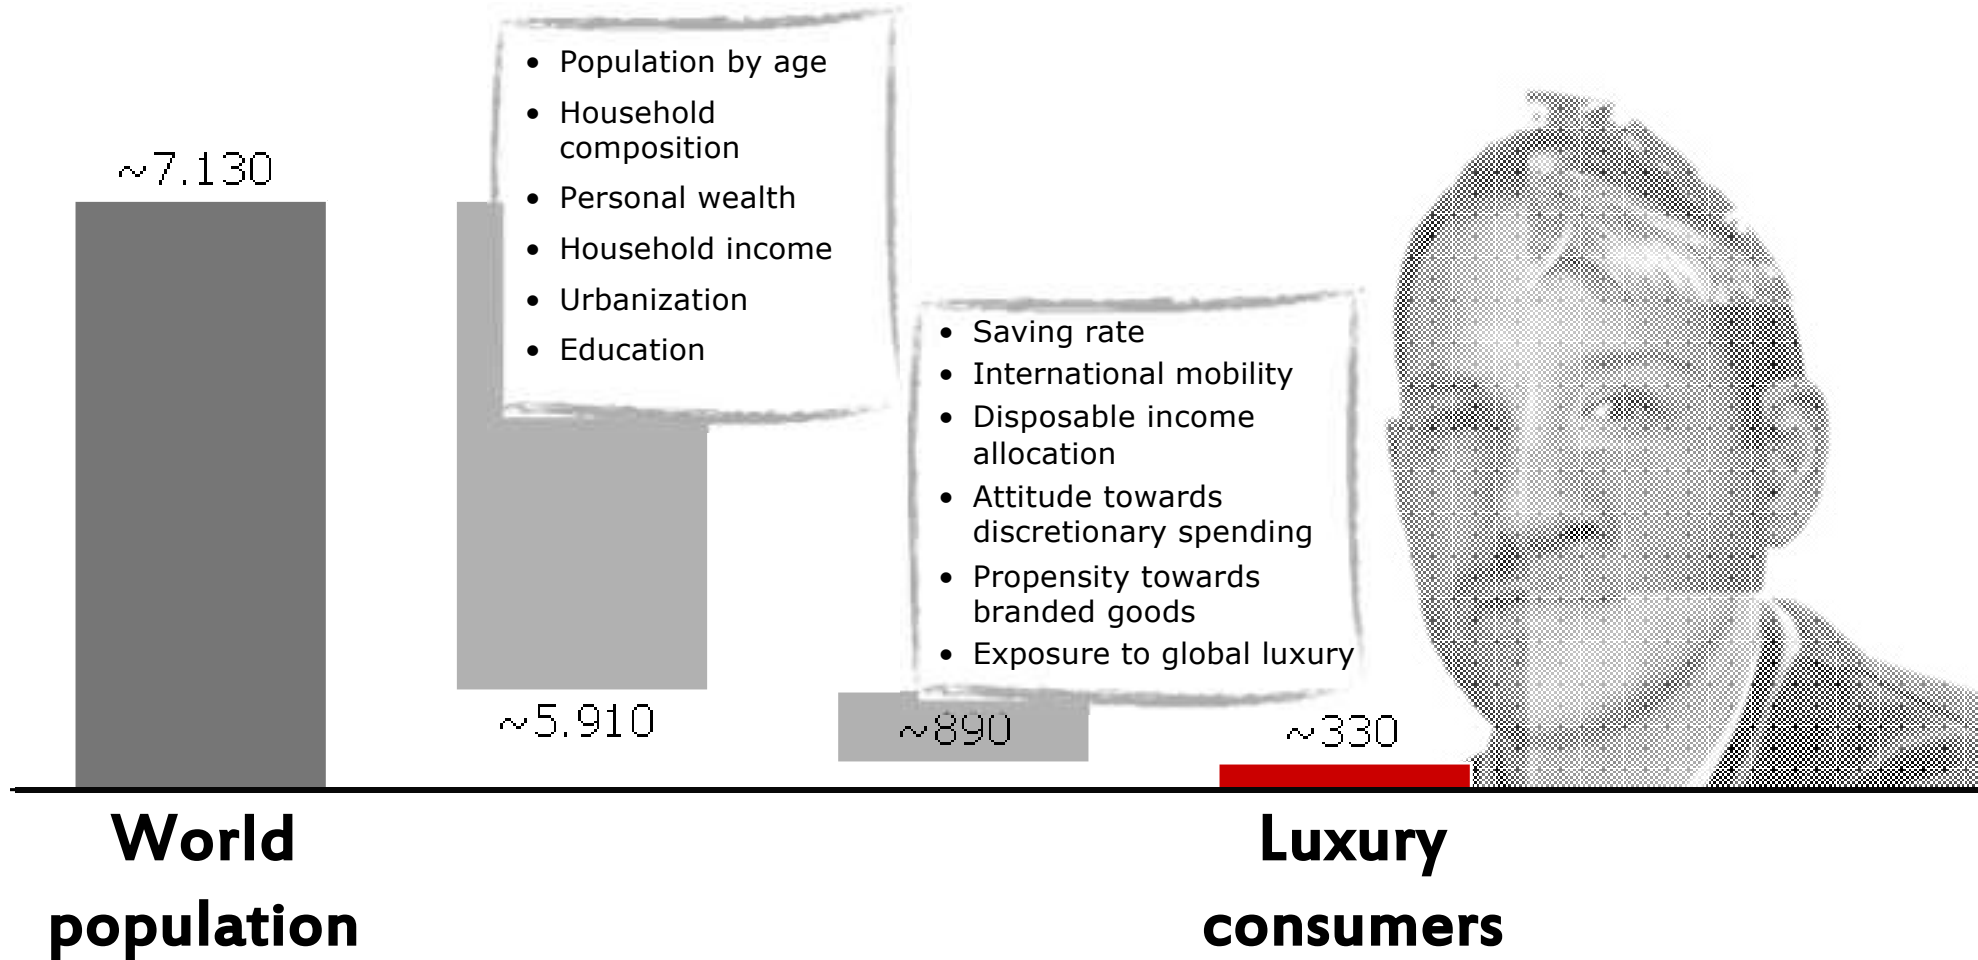 • Population by age
• Household
composition
• Personal wealth
• Household income
• Urbanization
• Education
~7.130
• Saving rate
• International mobility
• Disposable income
allocation
• Attitude towards
discretionary spending
• Propensity towards
branded goods
• Exposure to global luxury
~5.910
~890
~330
World
population
Luxury
consumers